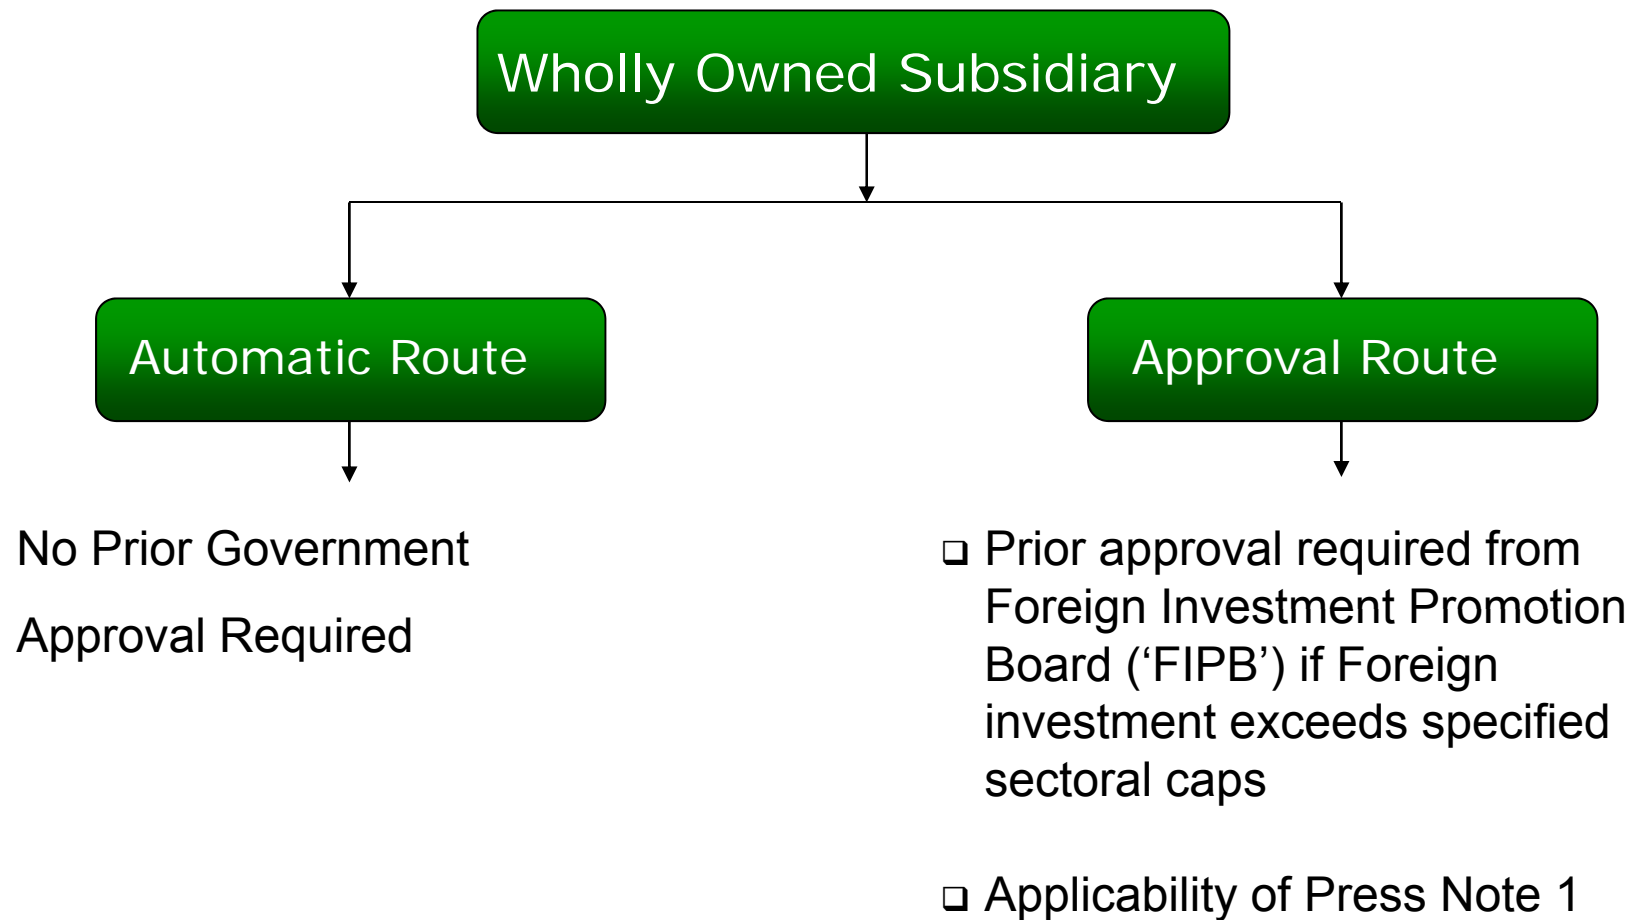 Wholly Owned Subsidiary
Automatic Route
Approval Route
No Prior Government
Approval Required
❑ Prior approval required from
Foreign Investment Promotion
Board (‘FIPB’) if Foreign
investment exceeds specified
sectoral caps
❑ Applicability of Press Note 1